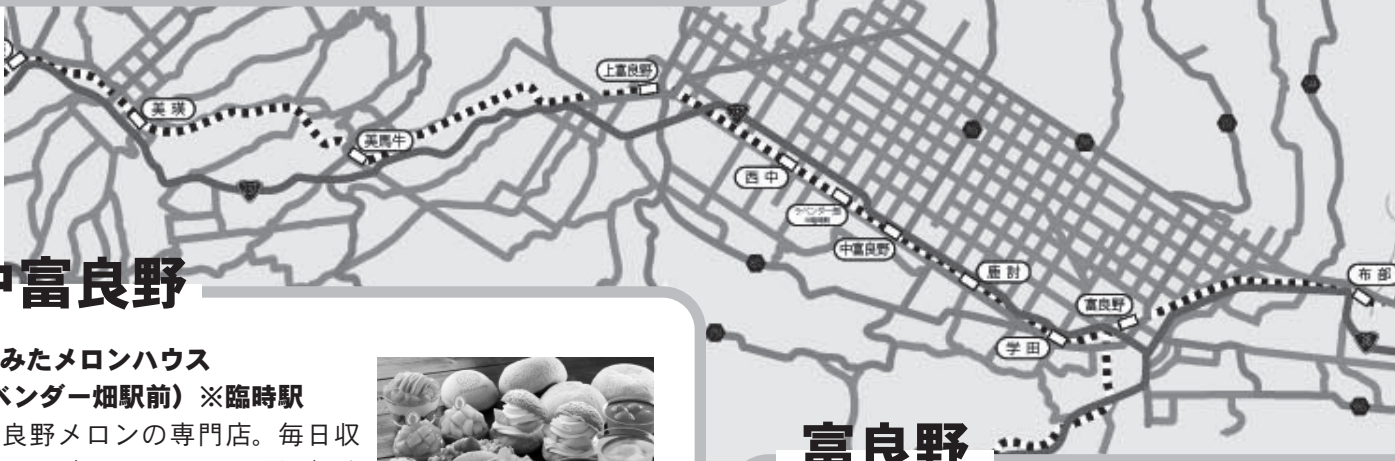 美瑛
美馬牛
上富良野
西中
ラベンダー畑
中富良野
鹿討
学田
富良野
布部
中富良野
みたメロンハウス
ベンダー畑駅前）※臨時駅
良野メロンの専門店。毎日収
富良野